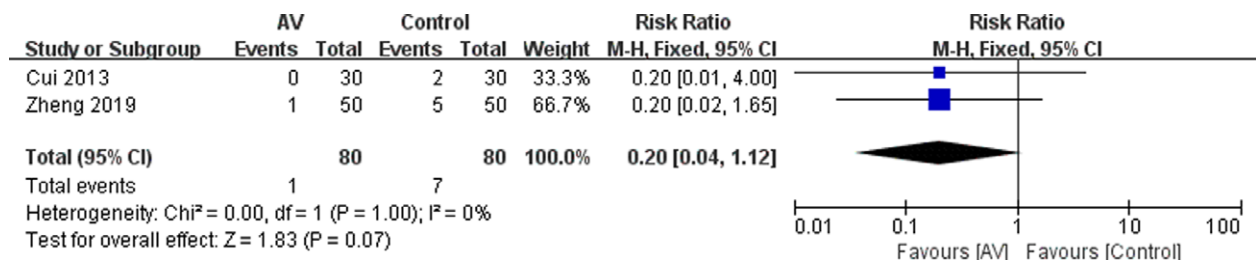 AV Control Risk Ratio Risk Ratio
Study or Subgroup Events Total Events Total Weight M-H, Fixed, 95% CI M-H, Fixed, 95% CI
Cui 2013 0 30 2 30 33.3% 0.20 [0.01, 4.00]
Zheng 2019 1 50 5 50 66.7% 0.20 [0.02, 1.65]
Total (95% CI) 80 80 100.0% 0.20 [0.04, 1.12]
Total events 1 7
Heterogeneity: Chi² = 0.00, df = 1 (P = 1.00); I² = 0%
Test for overall effect: Z = 1.83 (P = 0.07)
0.01 0.1 1 10 100
Favours [AV] Favours [Control]